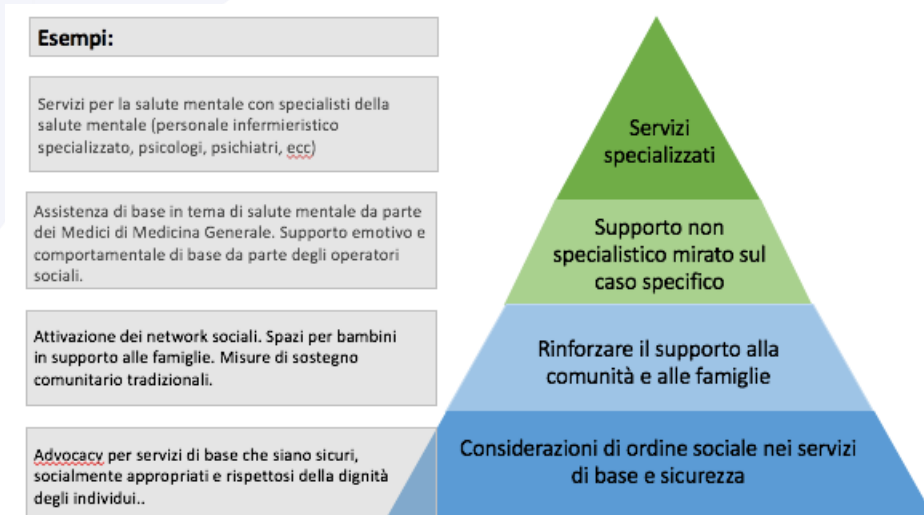 Esempi:
Servizi per la salute mentale con specialisti della
salute mentale (personale infermieristico
specializzato, psicologi, psichiatri, ecc)
Servizi
specializzati
Assistenza di base in tema di salute mentale da parte
dei Medici di Medicina Generale. Supporto emotivo e
comportamentale di base da parte degli operatori
sociali.
Supporto non
specialistico mirato sul
caso specifico
Attivazione dei network sociali. Spazi per bambini
in supporto alle famiglie. Misure di sostegno
comunitario tradizionali.
Rinforzare il supporto alla
comunità e alle famiglie
Advocacy per servizi di base che siano sicuri,
socialmente appropriati e rispettosi della dignità
degli individui..
Considerazioni di ordine sociale nei servizi
di base e sicurezza